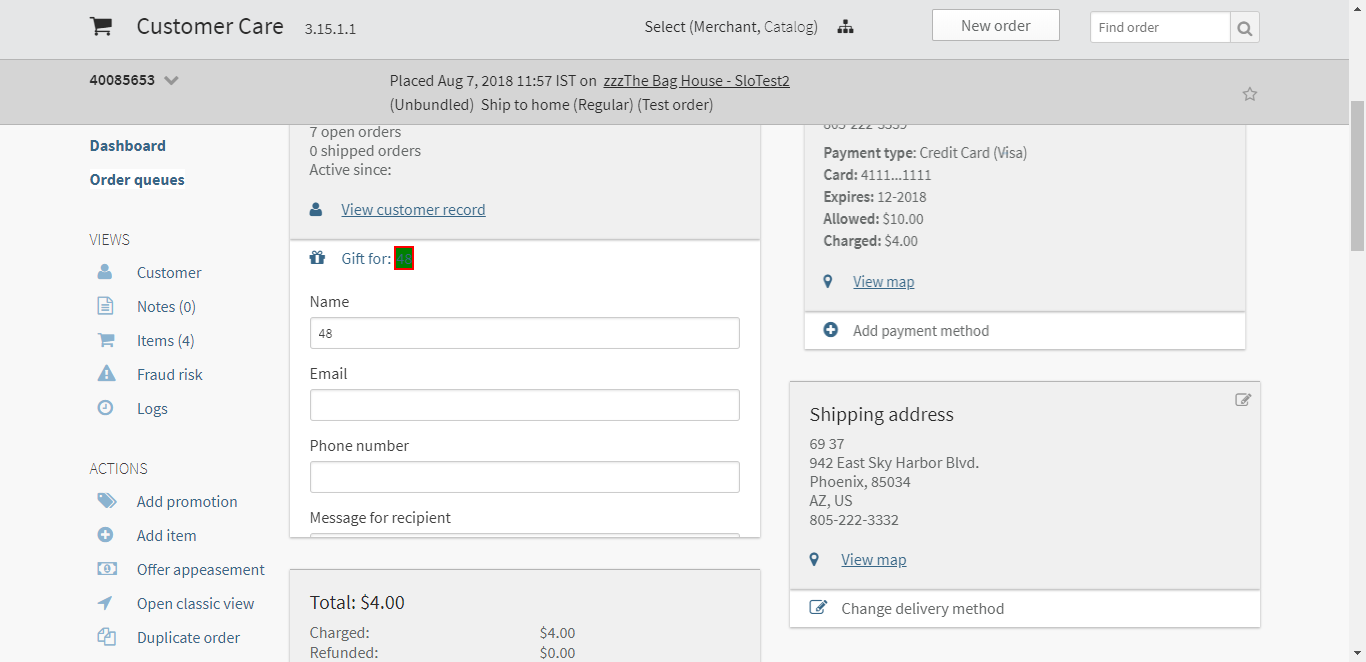 Customer Care 3.15.1.1
Select (Merchant, Catalog)
New order
Find order
40085653
Placed Aug 7, 2018 11:57 IST on zzzThe Bag House - SloTest2
(Unbundled) Ship to home (Regular) (Test order)
Dashboard
Order queues
VIEWS
Customer
Notes (0)
Items (4)
Fraud risk
Logs
ACTIONS
Add promotion
Add item
Offer appeasement
Open classic view
Duplicate order
7 open orders
0 shipped orders
Active since:
View customer record
Gift for: 48
Name
48
Email
Phone number
Message for recipient
Total: $4.00
Charged: $4.00
Refunded: $0.00
805-222-3339
Payment type: Credit Card (Visa)
Card: 4111...1111
Expires: 12-2018
Allowed: $10.00
Charged: $4.00
View map
Add payment method
Shipping address
69 37
942 East Sky Harbor Blvd.
Phoenix, 85034
AZ, US
805-222-3332
View map
Change delivery method